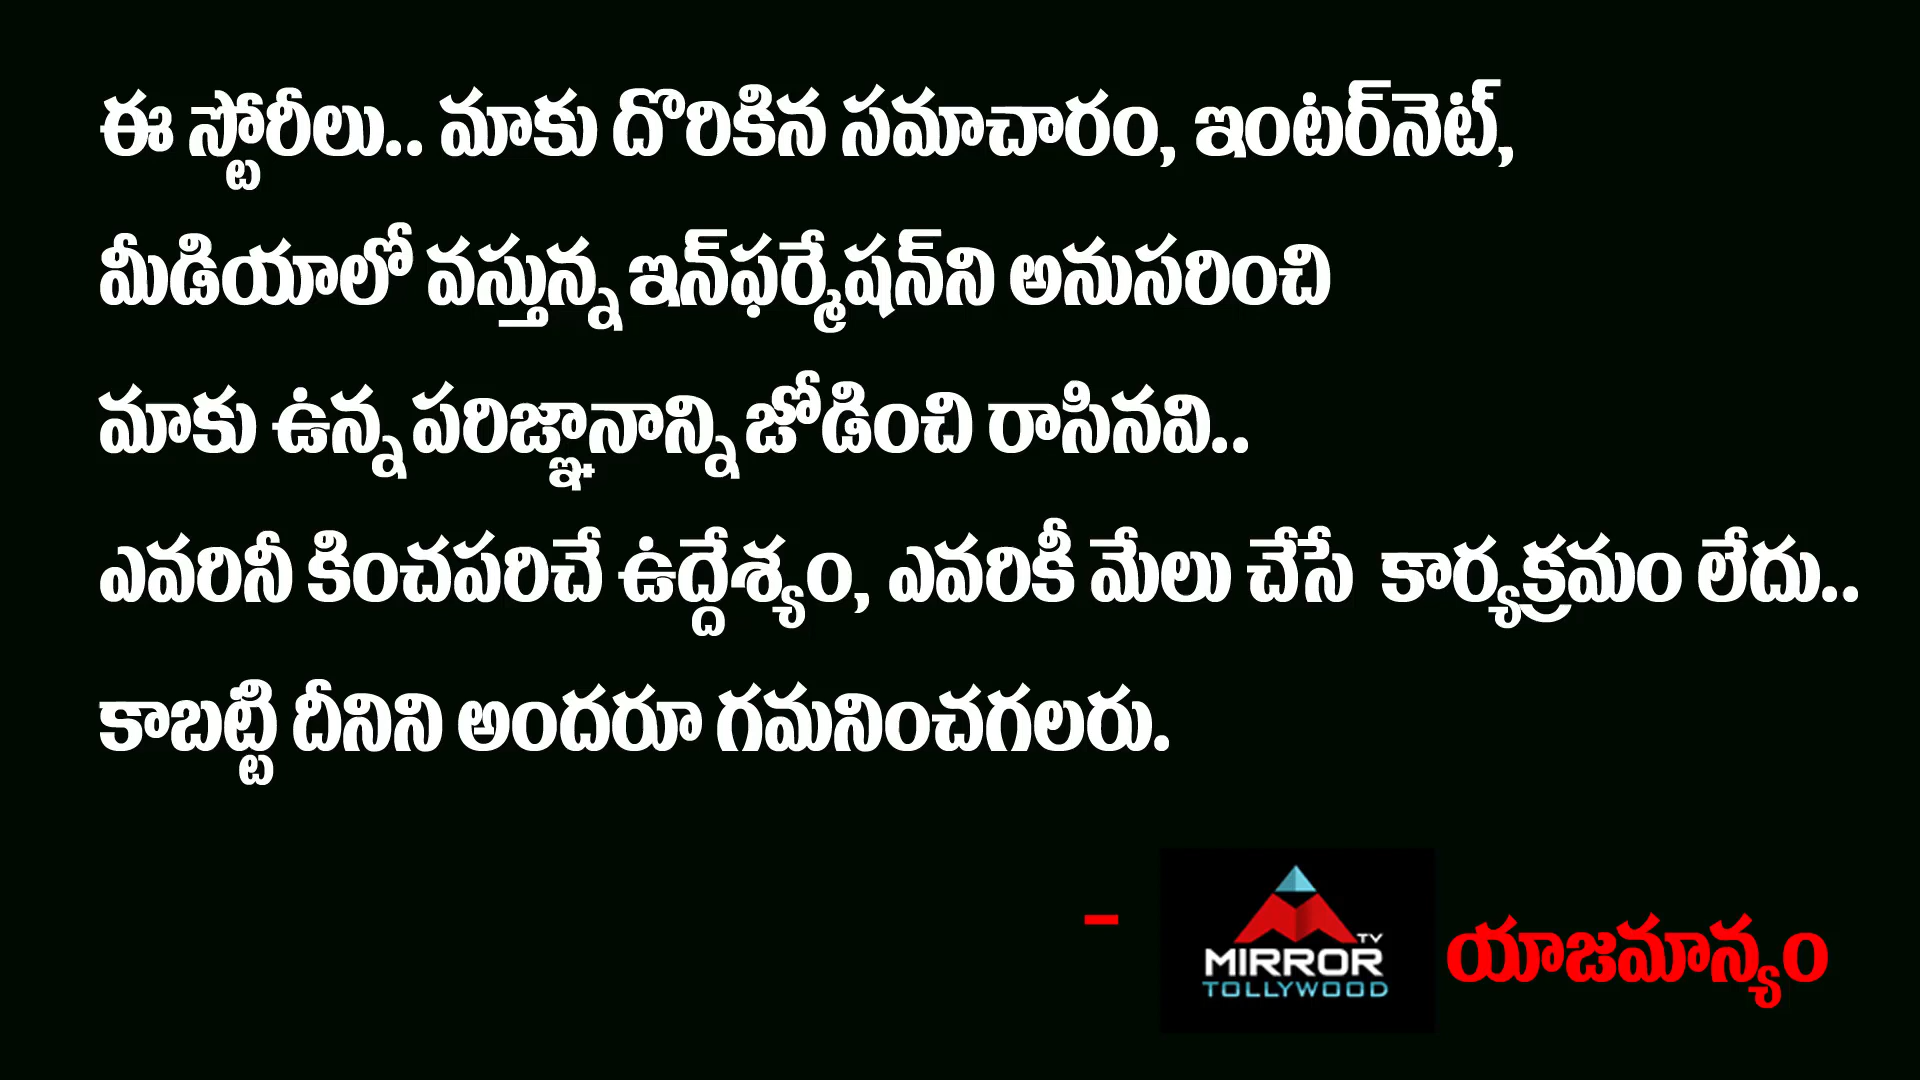 ఈ స్టోరీలు.. మాకు దొరికిన సమాచారం, ఇంటర్‌నెట్,
మీడియాలో వస్తున్న ఇన్‌ఫర్మేషన్‌ని అనుసరించి
మాకు ఉన్న పరిజ్ఞానాన్ని జోడించి రాసినవి..
ఎవరినీ కించపరిచే ఉద్దేశ్యం, ఎవరికీ మేలు చేసే కార్యక్రమం లేదు..
కాబట్టి దీనిని అందరూ గమనించగలరు.
- MIRROR TV TOLLYWOOD యాజమాన్యం